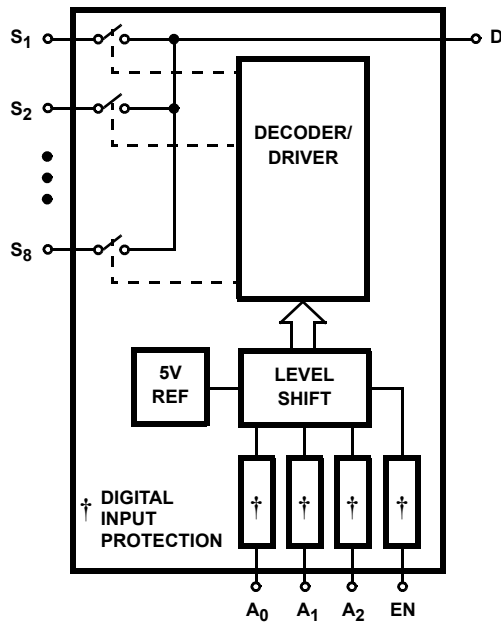 S1
D
S2
DECODER/
DRIVER
S8
5V
REF
LEVEL
SHIFT
† † † †
† DIGITAL
INPUT
PROTECTION
A0 A1 A2 EN